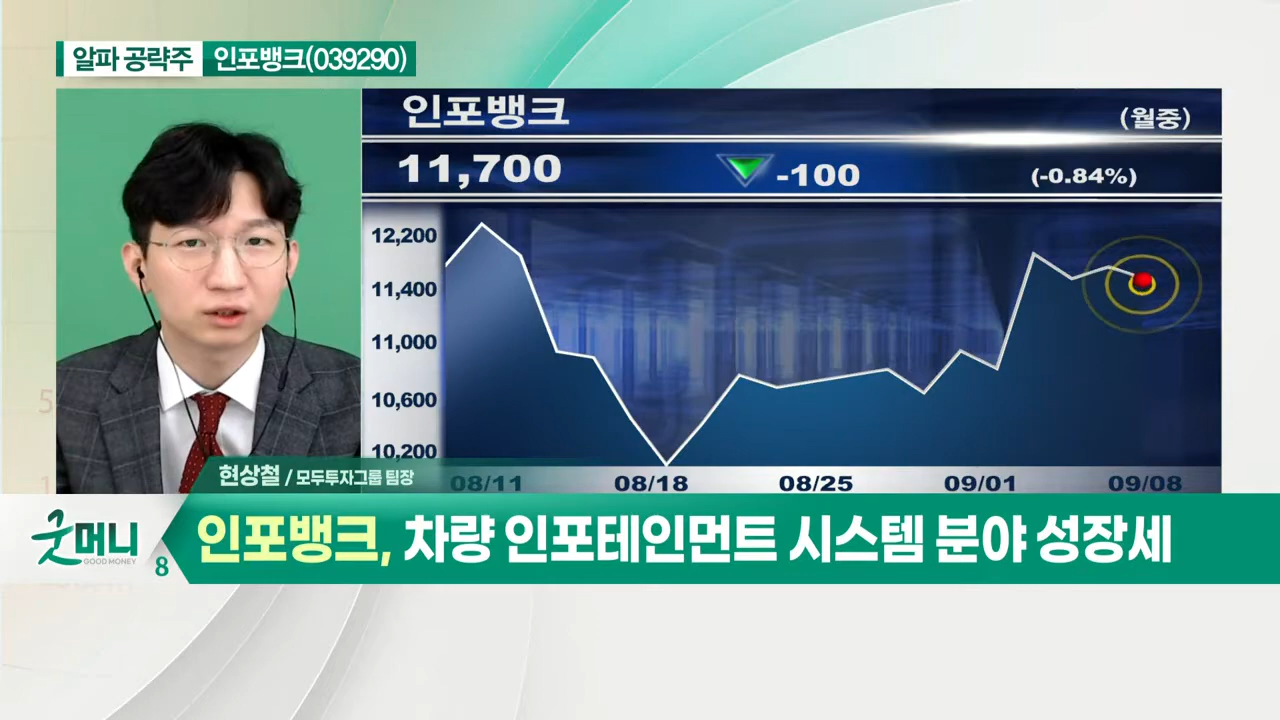 알파 공략주 인포뱅크(039290)
인포뱅크 (월중)
11,700 -100 (-0.84%)
12,200
11,400
11,000
10,600
10,200
08/11 08/18 08/25 09/01 09/08
현상철 / 모두투자그룹 팀장
굿머니
GOOD MONEY
8
인포뱅크, 차량 인포테인먼트 시스템 분야 성장세